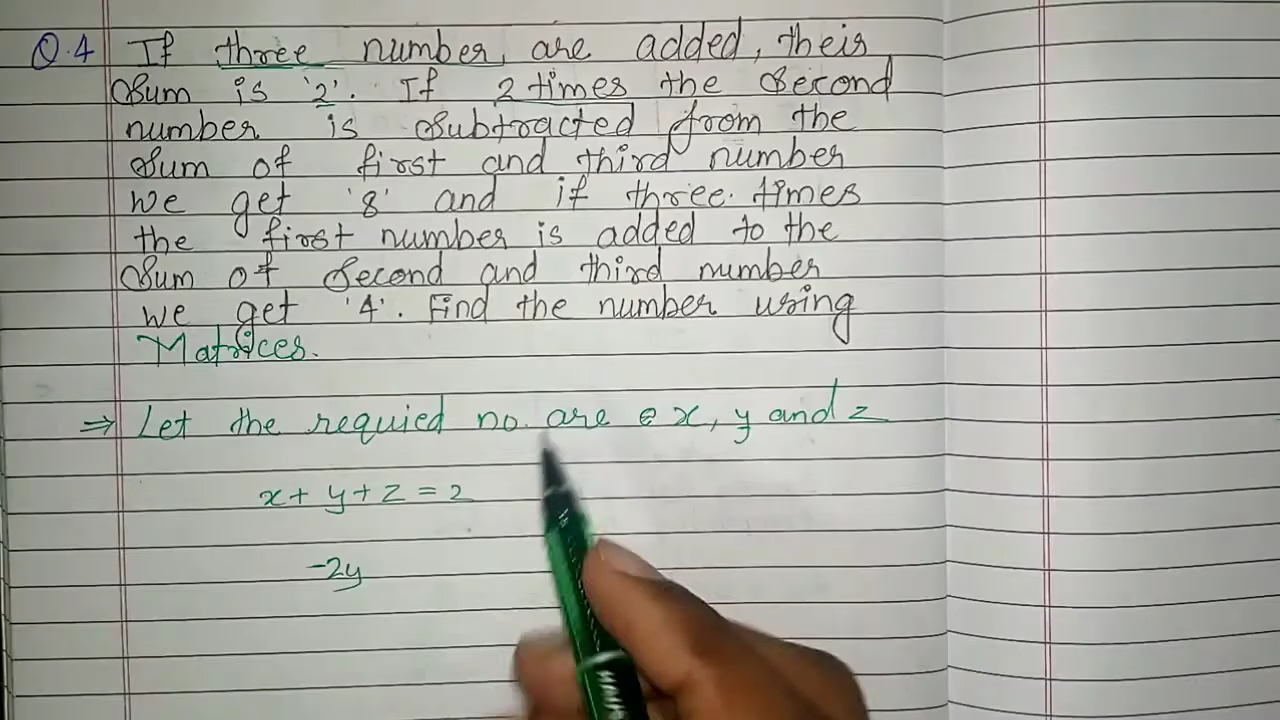 Q.4 If three number are added, their
sum is '2'. If 2 times the second
number is subtracted from the
sum of first and third number
we get '8' and if three times
the first number is added to the
sum of second and third number
we get '4'. Find the number using
Matrices.
⇒ Let the requied no. are x, y and z
x + y + z = 2
-2y